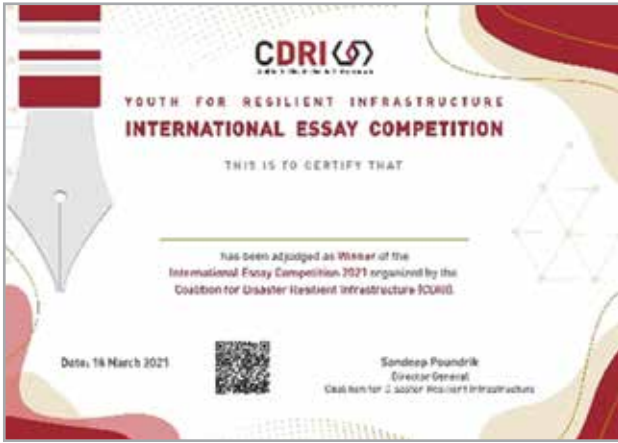 CDRI
YOUTH FOR RESILIENT INFRASTRUCTURE
INTERNATIONAL ESSAY COMPETITION
THIS IS TO CERTIFY THAT
has been adjudged as Winner of the
International Essay Competition 2021 organized by the
Coalition for Disaster Resilient Infrastructure (CDRI).
Date: 16 March 2021
Sandeep Poundrik
Director General
Coalition for Disaster Resilient Infrastructure